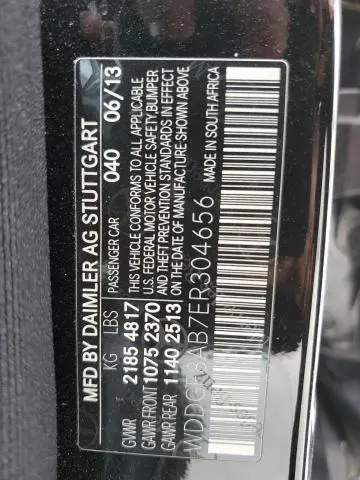 MFD BY DAIMLER AG STUTTGART
PASSENGER CAR 040 06/13
KG LBS
GVWR 2185 4817
GAWR FRONT 1075 2370
GAWR REAR 1140 2513
THIS VEHICLE CONFORMS TO ALL APPLICABLE
U.S. FEDERAL MOTOR VEHICLE SAFETY,BUMPER
AND THEFT PREVENTION STANDARDS IN EFFECT
ON THE DATE OF MANUFACTURE SHOWN ABOVE
WDDGF8AB7ER304656
MADE IN SOUTH AFRICA